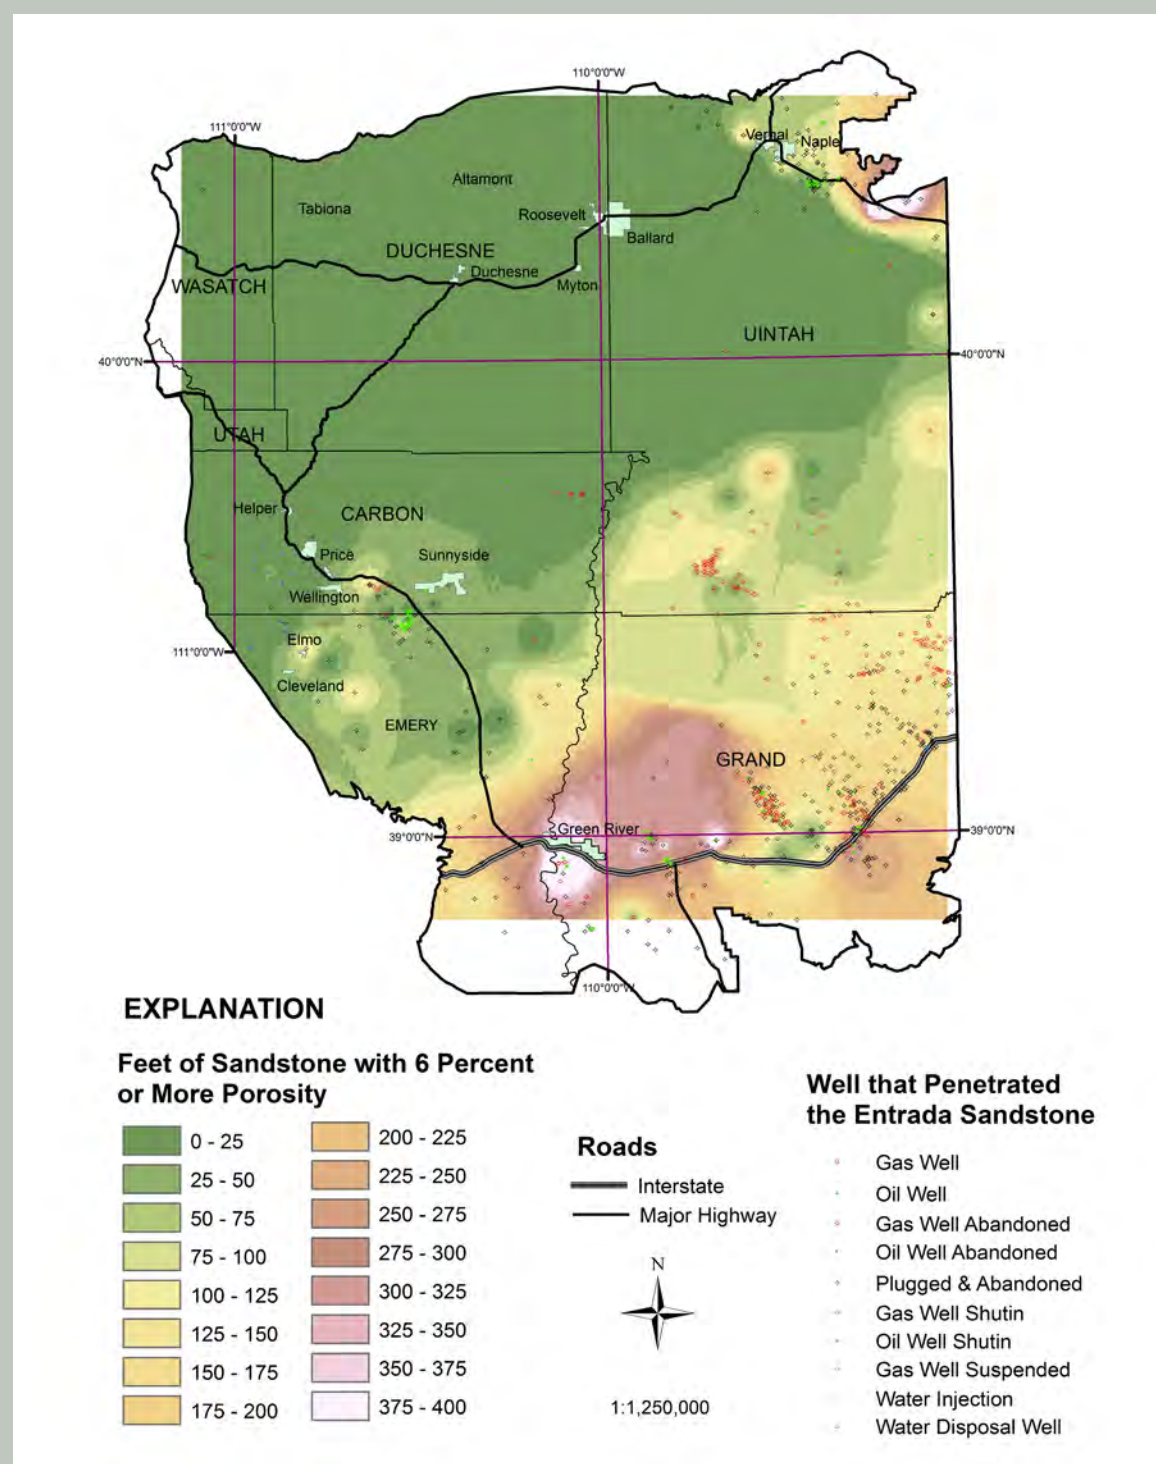 110°0'0"W
111°0'0"W
Vernal
Naple
Altamont
Tabiona
Roosevelt
Ballard
DUCHESNE
Duchesne
WASATCH
Myton
UINTAH
40°0'0"N
40°0'0"N
UTAH
Helper
CARBON
Price
Sunnyside
Wellington
Elmo
111°0'0"W
Cleveland
EMERY
GRAND
Green River
39°0'0"N
39°0'0"N
110°0'0"W
EXPLANATION
Feet of Sandstone with 6 Percent
or More Porosity
0 - 25
25 - 50
50 - 75
75 - 100
100 - 125
125 - 150
150 - 175
175 - 200
200 - 225
225 - 250
250 - 275
275 - 300
300 - 325
325 - 350
350 - 375
375 - 400
Roads
Interstate
Major Highway
N
1:1,250,000
Well that Penetrated
the Entrada Sandstone
Gas Well
Oil Well
Gas Well Abandoned
Oil Well Abandoned
Plugged & Abandoned
Gas Well Shutin
Oil Well Shutin
Gas Well Suspended
Water Injection
Water Disposal Well